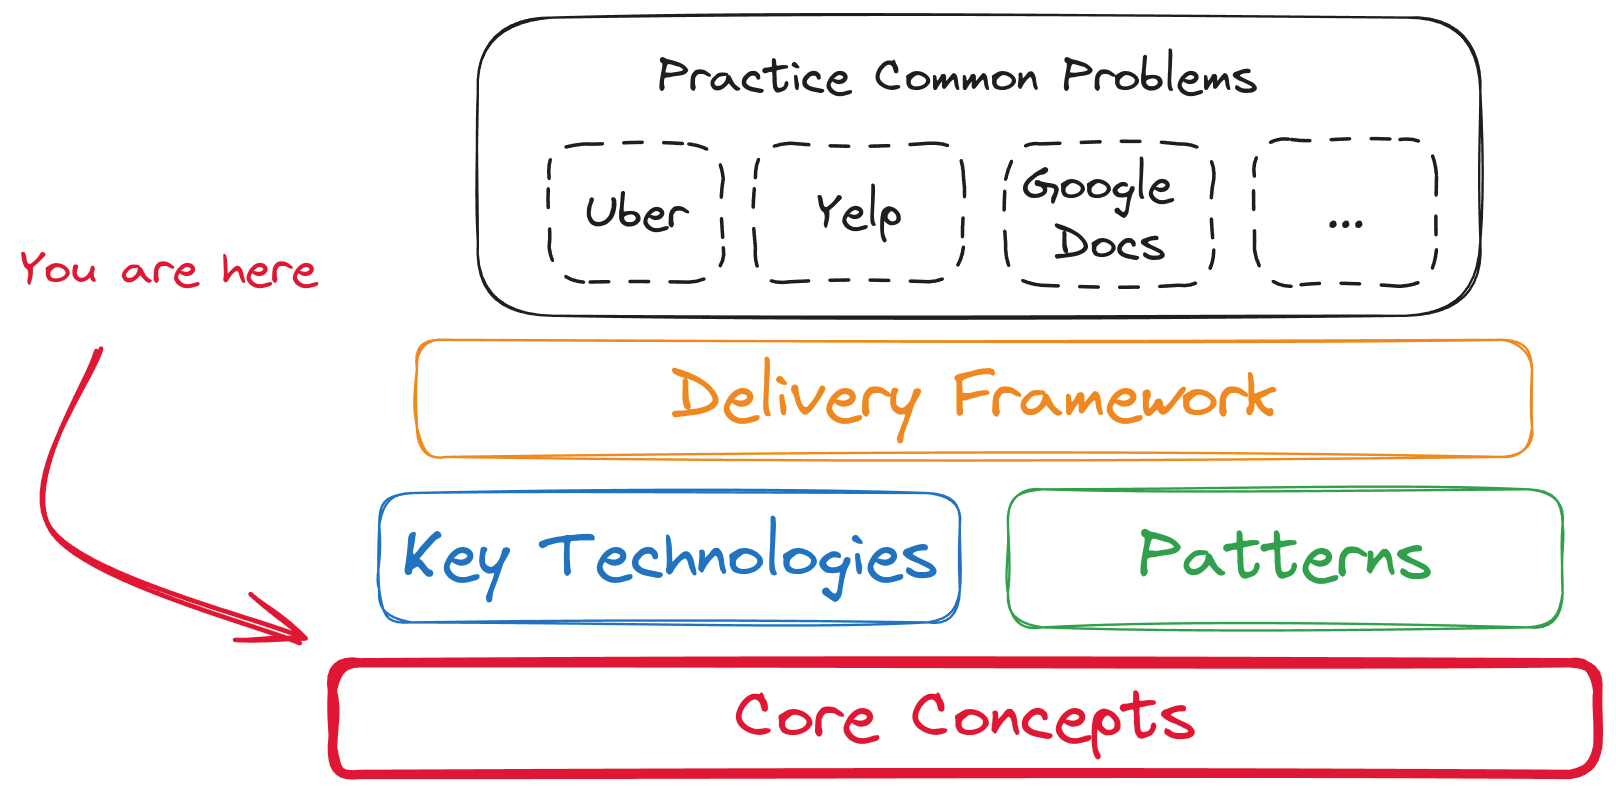 Practice Common Problems
Uber
Yelp
Google
Docs
...
You are here
Delivery Framework
Key Technologies
Patterns
Core Concepts